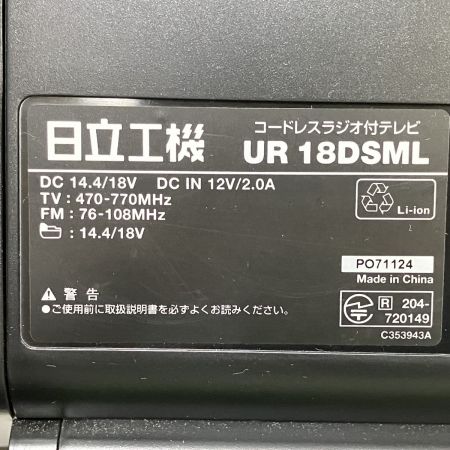 日立工機
コードレスラジオ付テレビ
UR 18DSML
DC 14.4/18V DC IN 12V/2.0A
TV : 470-770MHz
FM : 76-108MHz
: 14.4/18V
Li-ion
PO71124
Made in China
警告
●ご使用前に取扱説明書を必ずよくお読みください。
R 204-
720149
C353943A